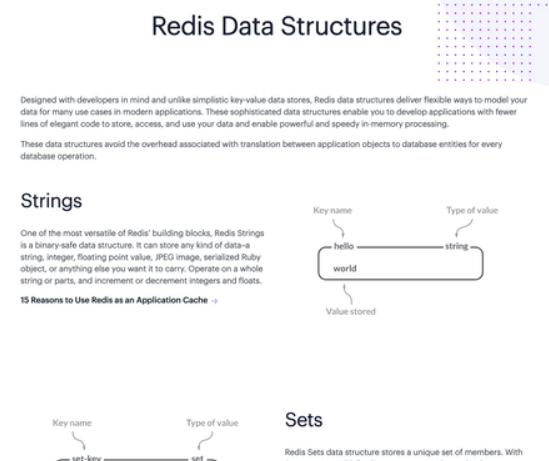 Redis Data Structures
Designed with developers in mind and unlike simplistic key-value data stores, Redis data structures deliver flexible ways to model your
data for many use cases in modern applications. These sophisticated data structures enable you to develop applications with fewer
lines of elegant code to store, access, and use your data and enable powerful and speedy in-memory processing.
These data structures avoid the overhead associated with translation between application objects to database entities for every
database operation.
Strings
One of the most versatile of Redis' building blocks, Redis Strings
is a binary-safe data structure. It can store any kind of data–a
string, integer, floating point value, JPEG image, serialized Ruby
object, or anything else you want it to carry. Operate on a whole
string or parts, and increment or decrement integers and floats.
15 Reasons to Use Redis as an Application Cache →
Key name
Type of value
hello
string
world
Value stored
Key name
Type of value
set-key
set
Sets
Redis Sets data structure stores a unique set of members. With